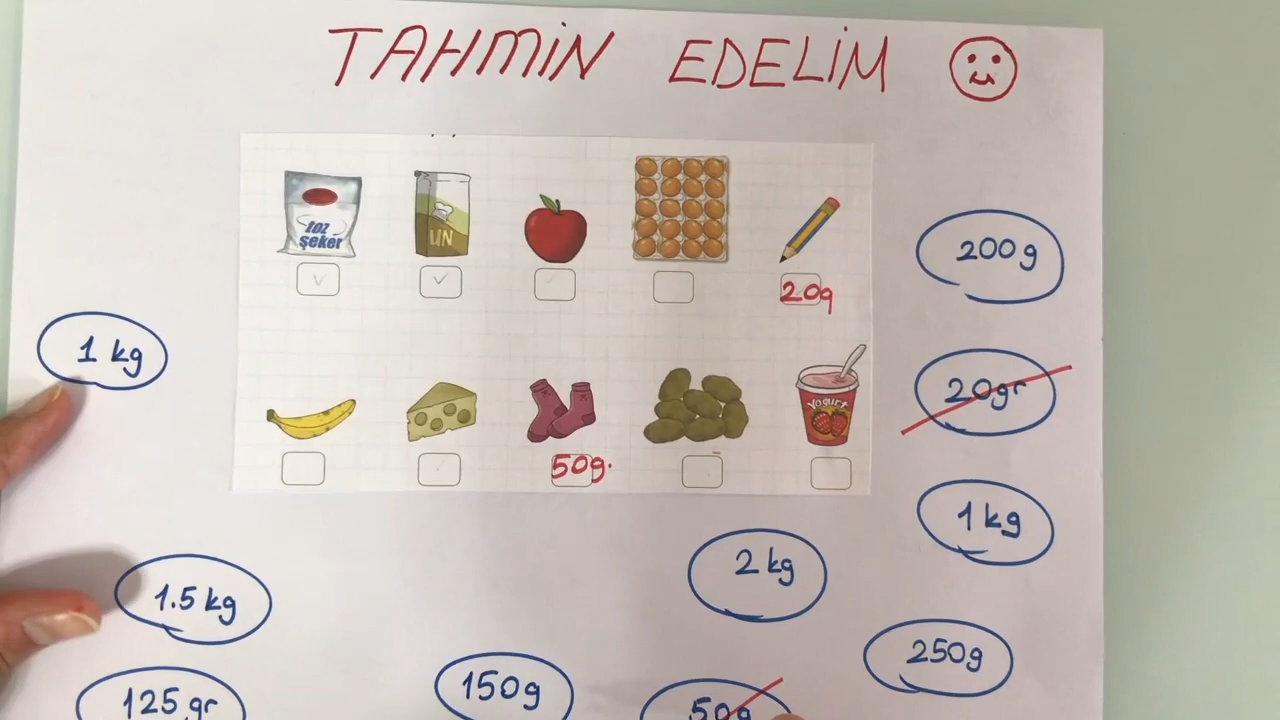 TAHMİN EDELİM
toz
şeker
UN
20g
200g
1 kg
20gr
Yogurt
50g.
1 kg
2 kg
1.5 kg
250g
150g
125 gr
50g